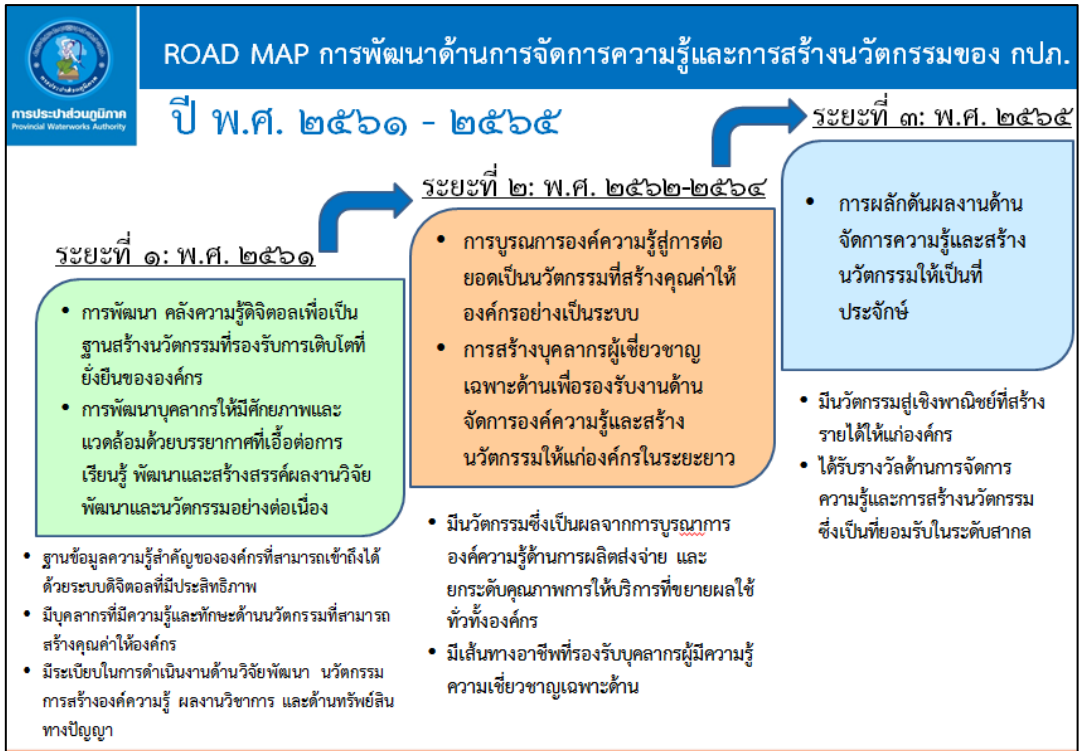 ROAD MAP การพัฒนาด้านการจัดการความรู้และการสร้างนวัตกรรมของ กปภ.
การประปาส่วนภูมิภาค
Provincial Waterworks Authority
ปี พ.ศ. ๒๕๖๑ - ๒๕๖๕
ระยะที่ ๑: พ.ศ. ๒๕๖๑
• การพัฒนา คลังความรู้ดิจิตอลเพื่อเป็น
ฐานสร้างนวัตกรรมที่รองรับการเติบโตที่
ยั่งยืนขององค์กร
• การพัฒนาบุคลากรให้มีศักยภาพและ
แวดล้อมด้วยบรรยากาศที่เอื้อต่อการ
เรียนรู้ พัฒนาและสร้างสรรค์ผลงานวิจัย
พัฒนาและนวัตกรรมอย่างต่อเนื่อง
• ฐานข้อมูลความรู้สำคัญขององค์กรที่สามารถเข้าถึงได้
ด้วยระบบดิจิตอลที่มีประสิทธิภาพ
• มีบุคลากรที่มีความรู้และทักษะด้านนวัตกรรมที่สามารถ
สร้างคุณค่าให้องค์กร
• มีระเบียบในการดำเนินงานด้านวิจัยพัฒนา นวัตกรรม
การสร้างองค์ความรู้ ผลงานวิชาการ และด้านทรัพย์สิน
ทางปัญญา
ระยะที่ ๒: พ.ศ. ๒๕๖๒-๒๕๖๔
• การบูรณการองค์ความรู้สู่การต่อ
ยอดเป็นนวัตกรรมที่สร้างคุณค่าให้
องค์กรอย่างเป็นระบบ
• การสร้างบุคลากรผู้เชี่ยวชาญ
เฉพาะด้านเพื่อรองรับงานด้าน
จัดการองค์ความรู้และสร้าง
นวัตกรรมให้แก่องค์กรในระยะยาว
• มีนวัตกรรมซึ่งเป็นผลจากการบูรณาการ
องค์ความรู้ด้านการผลิตส่งจ่าย และ
ยกระดับคุณภาพการให้บริการที่ขยายผลใช้
ทั่วทั้งองค์กร
• มีเส้นทางอาชีพที่รองรับบุคลากรผู้มีความรู้
ความเชี่ยวชาญเฉพาะด้าน
ระยะที่ ๓: พ.ศ. ๒๕๖๕
• การผลักดันผลงานด้าน
จัดการความรู้และสร้าง
นวัตกรรมให้เป็นที่
ประจักษ์
• มีนวัตกรรมสู่เชิงพาณิชย์ที่สร้าง
รายได้ให้แก่องค์กร
• ได้รับรางวัลด้านการจัดการ
ความรู้และการสร้างนวัตกรรม
ซึ่งเป็นที่ยอมรับในระดับสากล